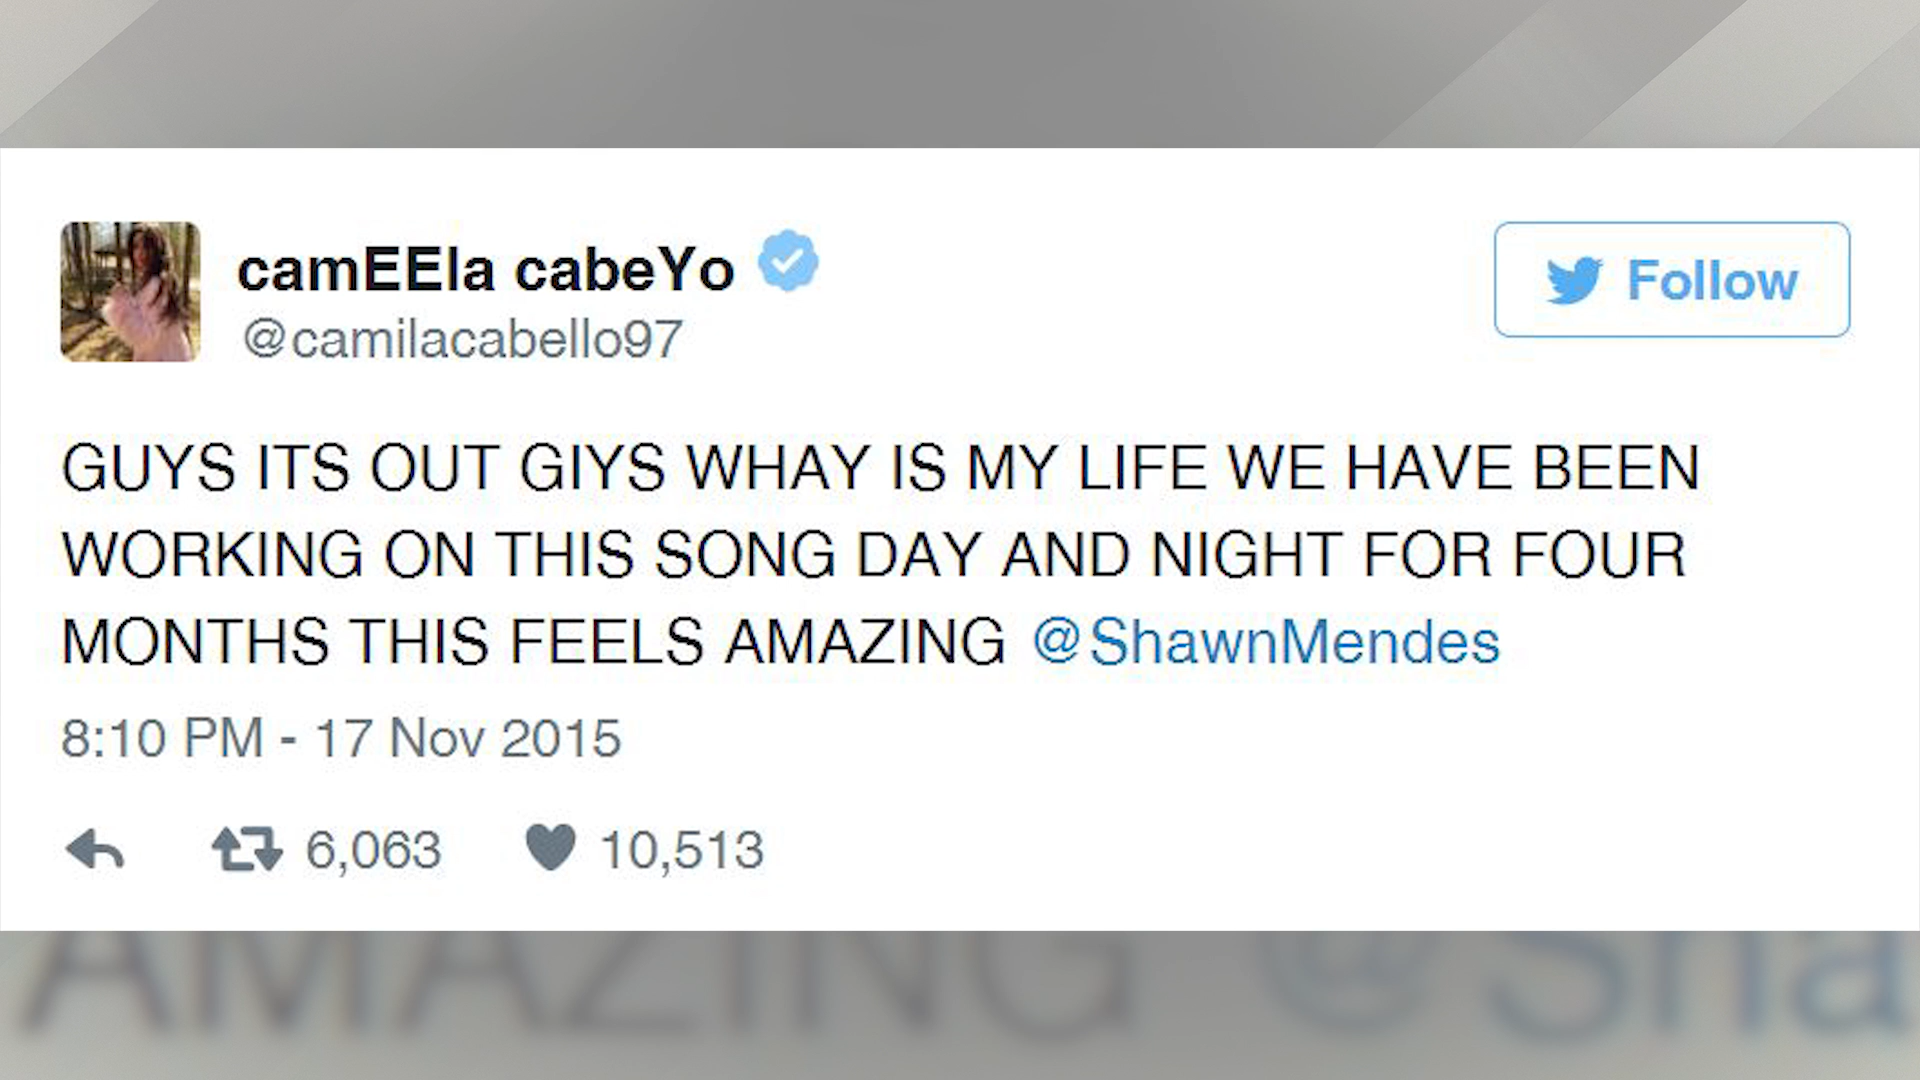 camEEla cabeYo
@camilacabello97
Follow
GUYS ITS OUT GIYS WHAY IS MY LIFE WE HAVE BEEN
WORKING ON THIS SONG DAY AND NIGHT FOR FOUR
MONTHS THIS FEELS AMAZING @ShawnMendes
8:10 PM - 17 Nov 2015
6,063 10,513
AMAZING @Sha